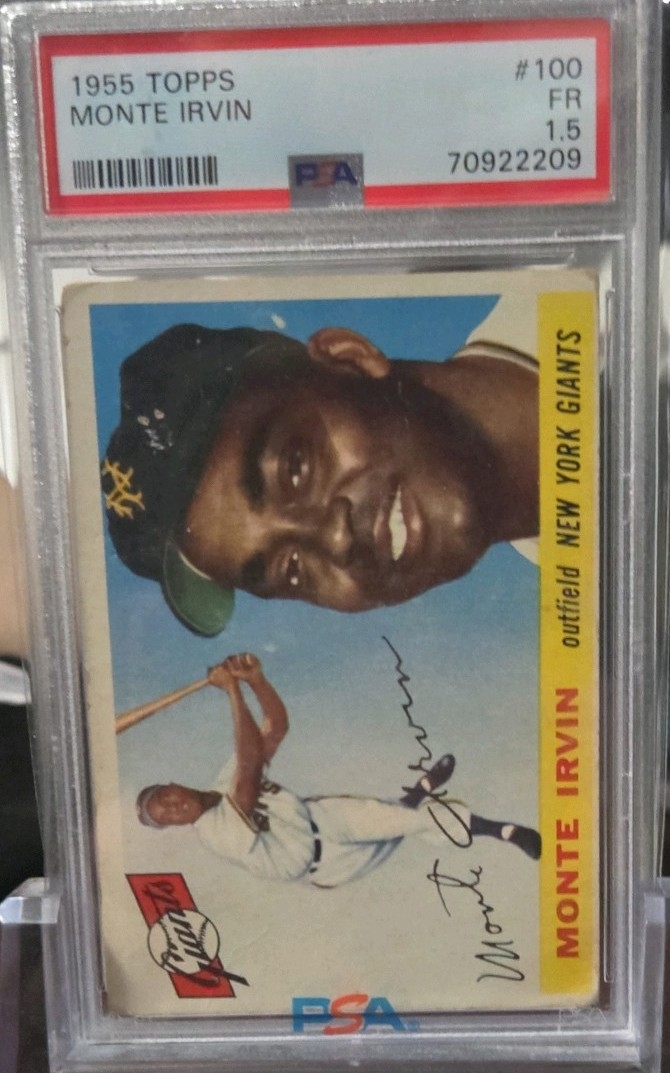 1955 TOPPS
MONTE IRVIN
#100
FR
1.5
70922209
PSA
NY
Giants
Monte Irvin
MONTE IRVIN outfield NEW YORK GIANTS
PSA